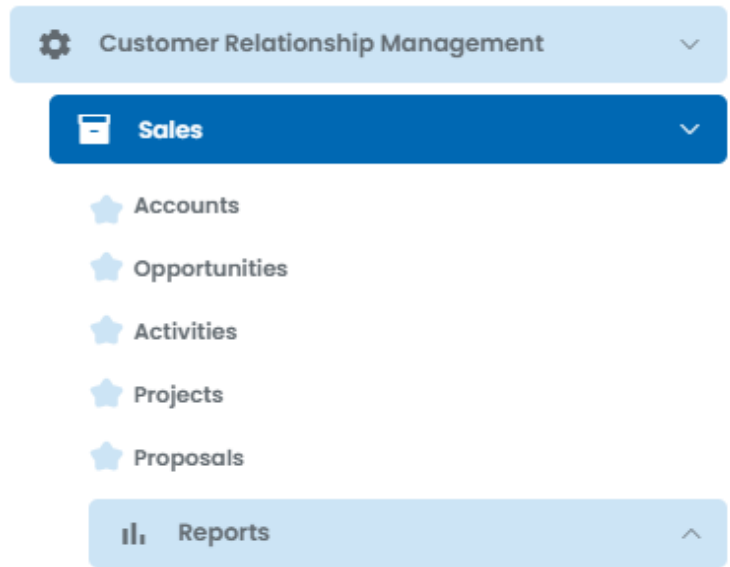 Customer Relationship Management
Sales
Accounts
Opportunities
Activities
Projects
Proposals
Reports